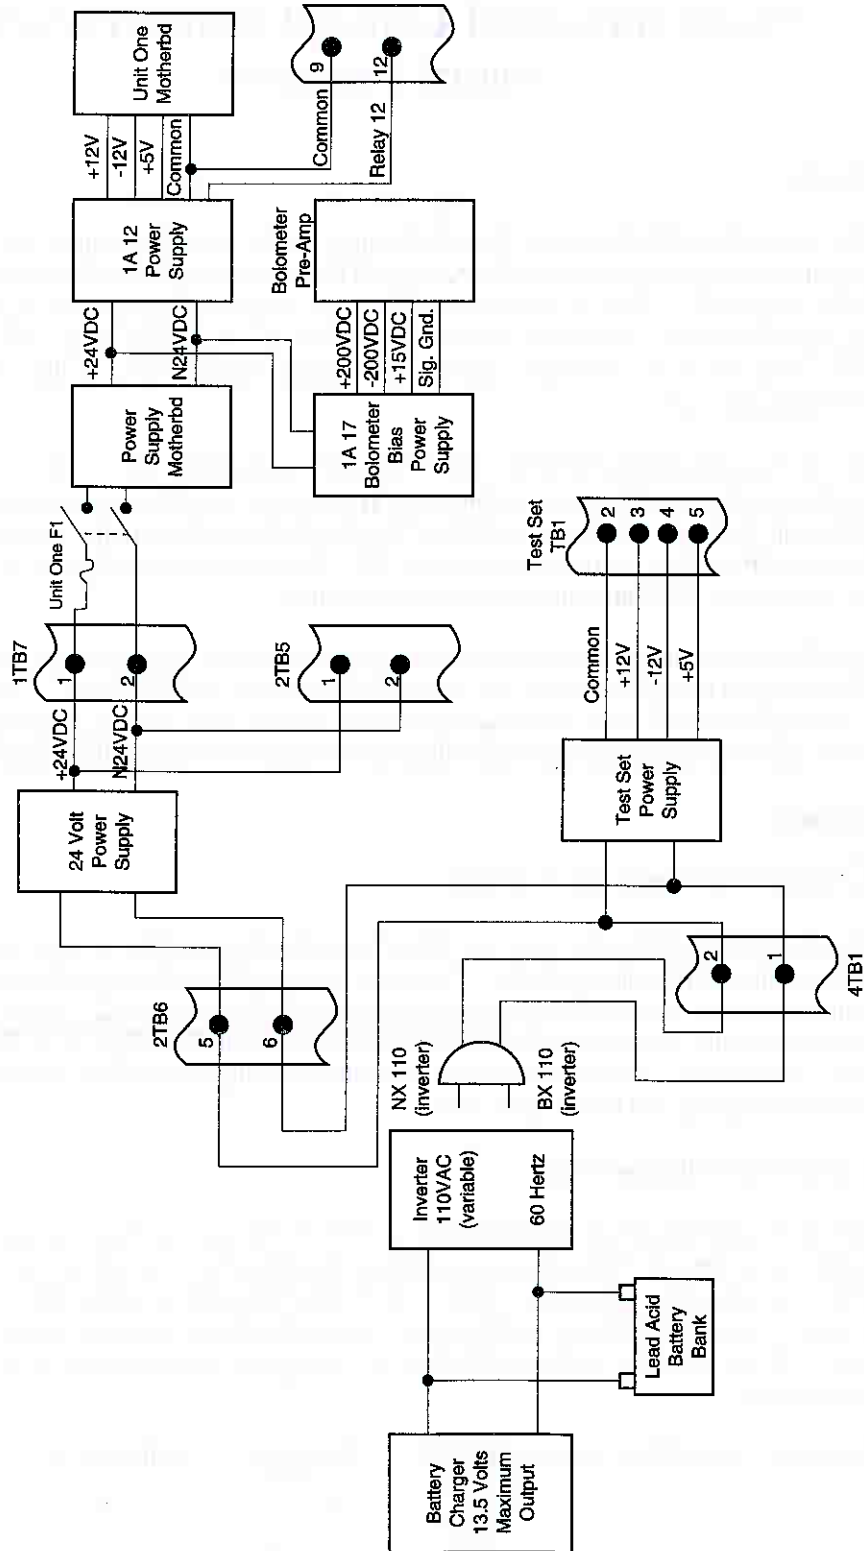 Battery
Charger
13.5 Volts
Maximum
Output
Lead Acid
Battery
Bank
Inverter
110VAC
(variable)
60 Hertz
NX 110
(inverter)
BX 110
(inverter)
2TB6
5
6
4TB1
2
1
24 Volt
Power
Supply
+24VDC
N24VDC
1TB7
1
2
2TB5
1
2
Unit One F1
Test Set
Power
Supply
Common
+12V
-12V
+5V
Test Set
TB1
2
3
4
5
Power
Supply
Motherbd
+24VDC
N24VDC
1A 17
Bolometer
Bias
Power
Supply
+200VDC
-200VDC
+15VDC
Sig. Gnd.
Bolometer
Pre-Amp
1A 12
Power
Supply
+12V
-12V
+5V
Common
Unit One
Motherbd
Common
Relay 12
9
12